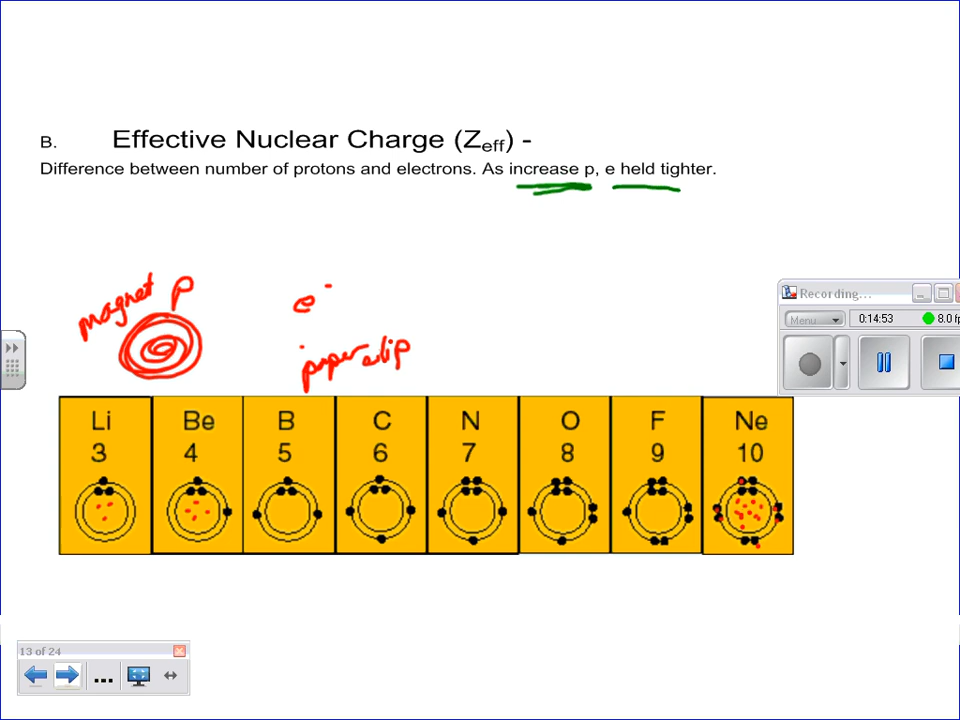 B. Effective Nuclear Charge (Zeff) -
Difference between number of protons and electrons. As increase p, e held tighter.
magnet p e-
paper clip
Recording...
Menu 0:14:53 8.0 fp
Li Be B C N O F Ne
3 4 5 6 7 8 9 10
13 of 24
...